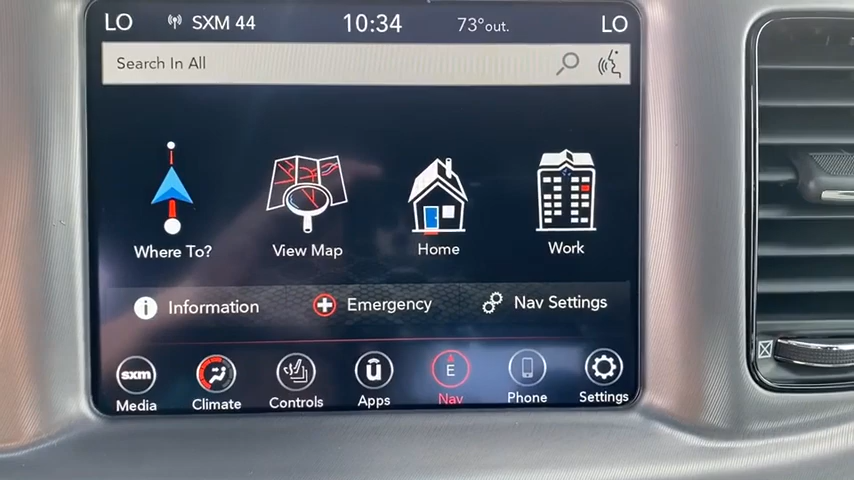 LO SXM 44 10:34 73°out. LO
Search In All
Where To? View Map Home Work
Information Emergency Nav Settings
sxm ū E
Media Climate Controls Apps Nav Phone Settings